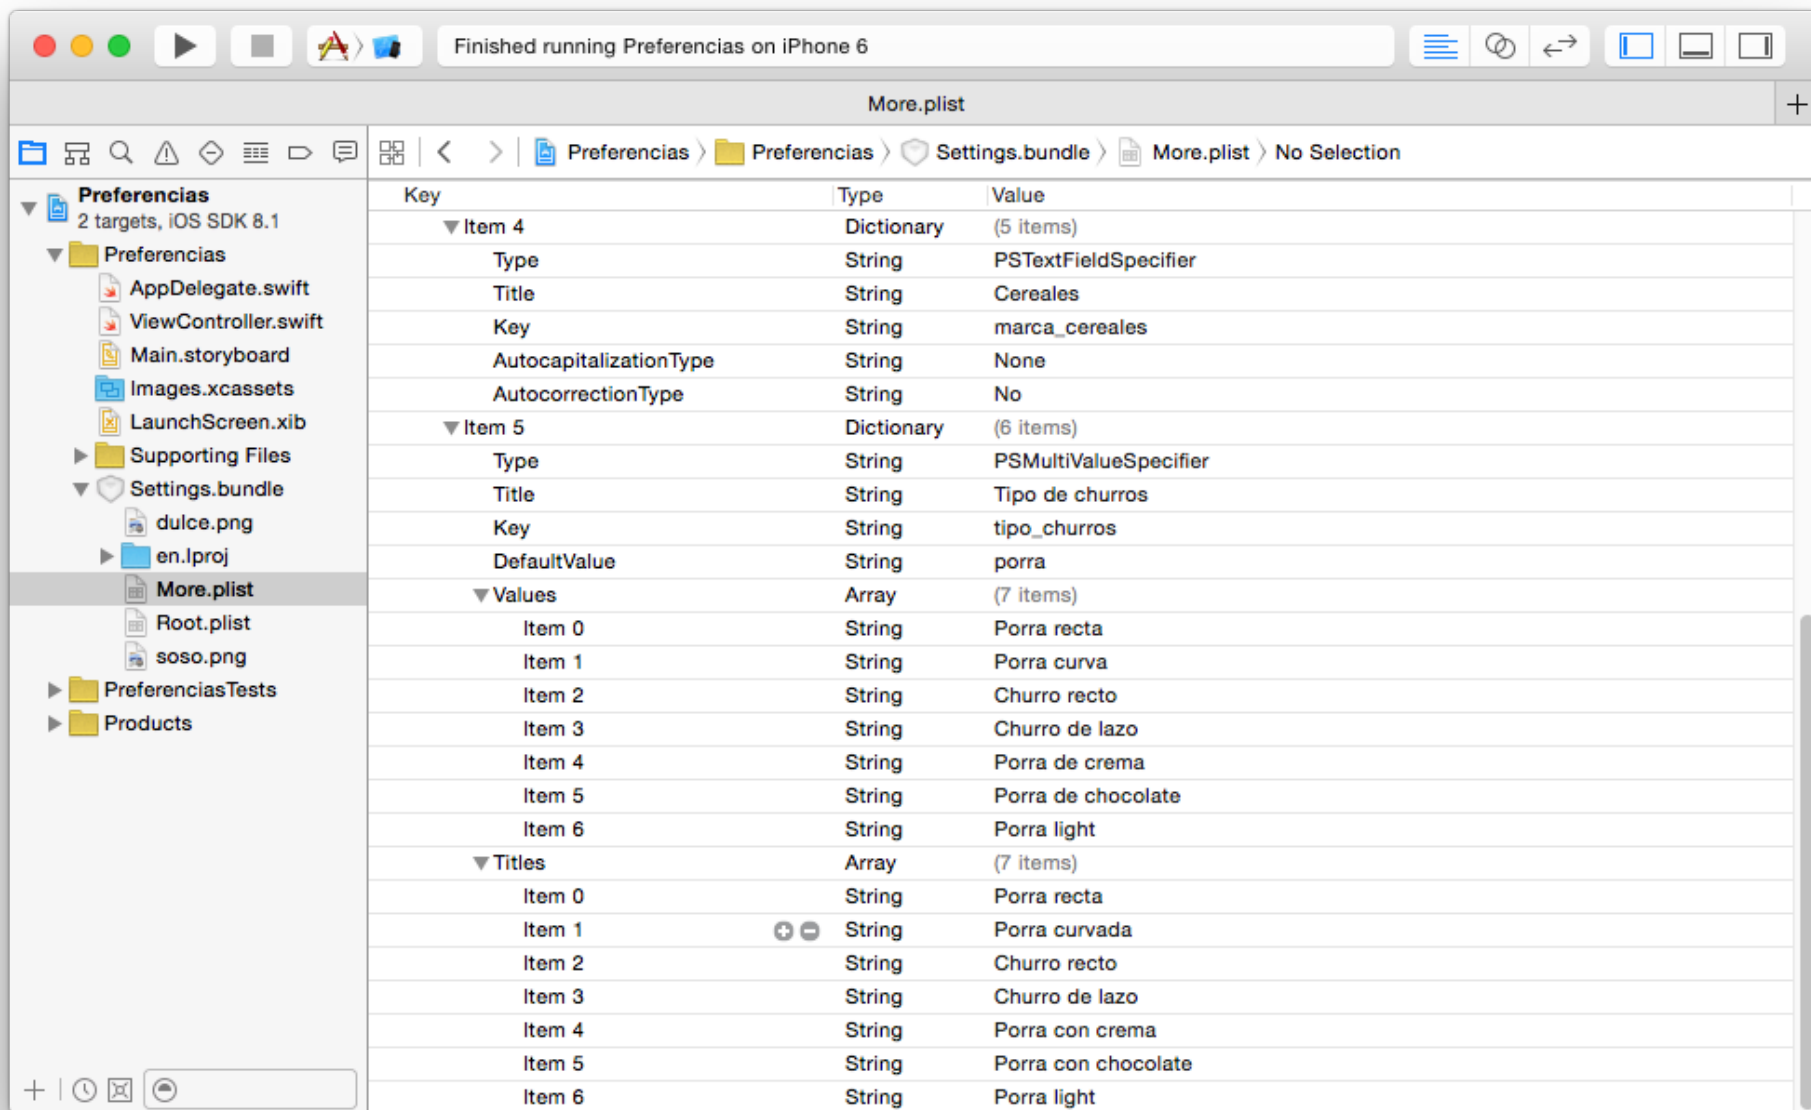 Finished running Preferencias on iPhone 6
More.plist
Preferencias Preferencias Settings.bundle More.plist No Selection
Preferencias
2 targets, iOS SDK 8.1
Preferencias
AppDelegate.swift
ViewController.swift
Main.storyboard
Images.xcassets
LaunchScreen.xib
Supporting Files
Settings.bundle
dulce.png
en.lproj
More.plist
Root.plist
soso.png
PreferenciasTests
Products
Key Type Value
Item 4 Dictionary (5 items)
Type String PSTextFieldSpecifier
Title String Cereales
Key String marca_cereales
AutocapitalizationType String None
AutocorrectionType String No
Item 5 Dictionary (6 items)
Type String PSMultiValueSpecifier
Title String Tipo de churros
Key String tipo_churros
DefaultValue String porra
Values Array (7 items)
Item 0 String Porra recta
Item 1 String Porra curva
Item 2 String Churro recto
Item 3 String Churro de lazo
Item 4 String Porra de crema
Item 5 String Porra de chocolate
Item 6 String Porra light
Titles Array (7 items)
Item 0 String Porra recta
Item 1 String Porra curvada
Item 2 String Churro recto
Item 3 String Churro de lazo
Item 4 String Porra con crema
Item 5 String Porra con chocolate
Item 6 String Porra light